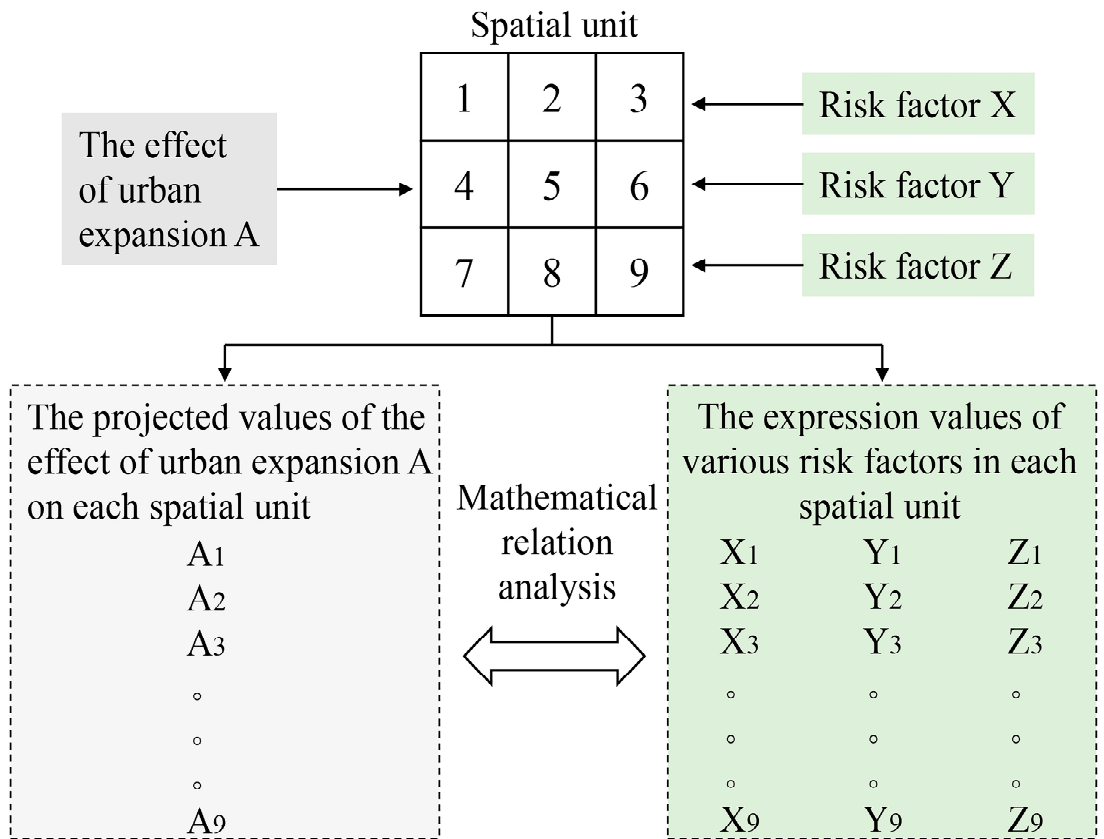 Spatial unit
1 2 3
4 5 6
7 8 9
The effect
of urban
expansion A
Risk factor X
Risk factor Y
Risk factor Z
The projected values of the
effect of urban expansion A
on each spatial unit
A1
A2
A3
A9
Mathematical
relation
analysis
The expression values of
various risk factors in each
spatial unit
X1 Y1 Z1
X2 Y2 Z2
X3 Y3 Z3
X9 Y9 Z9